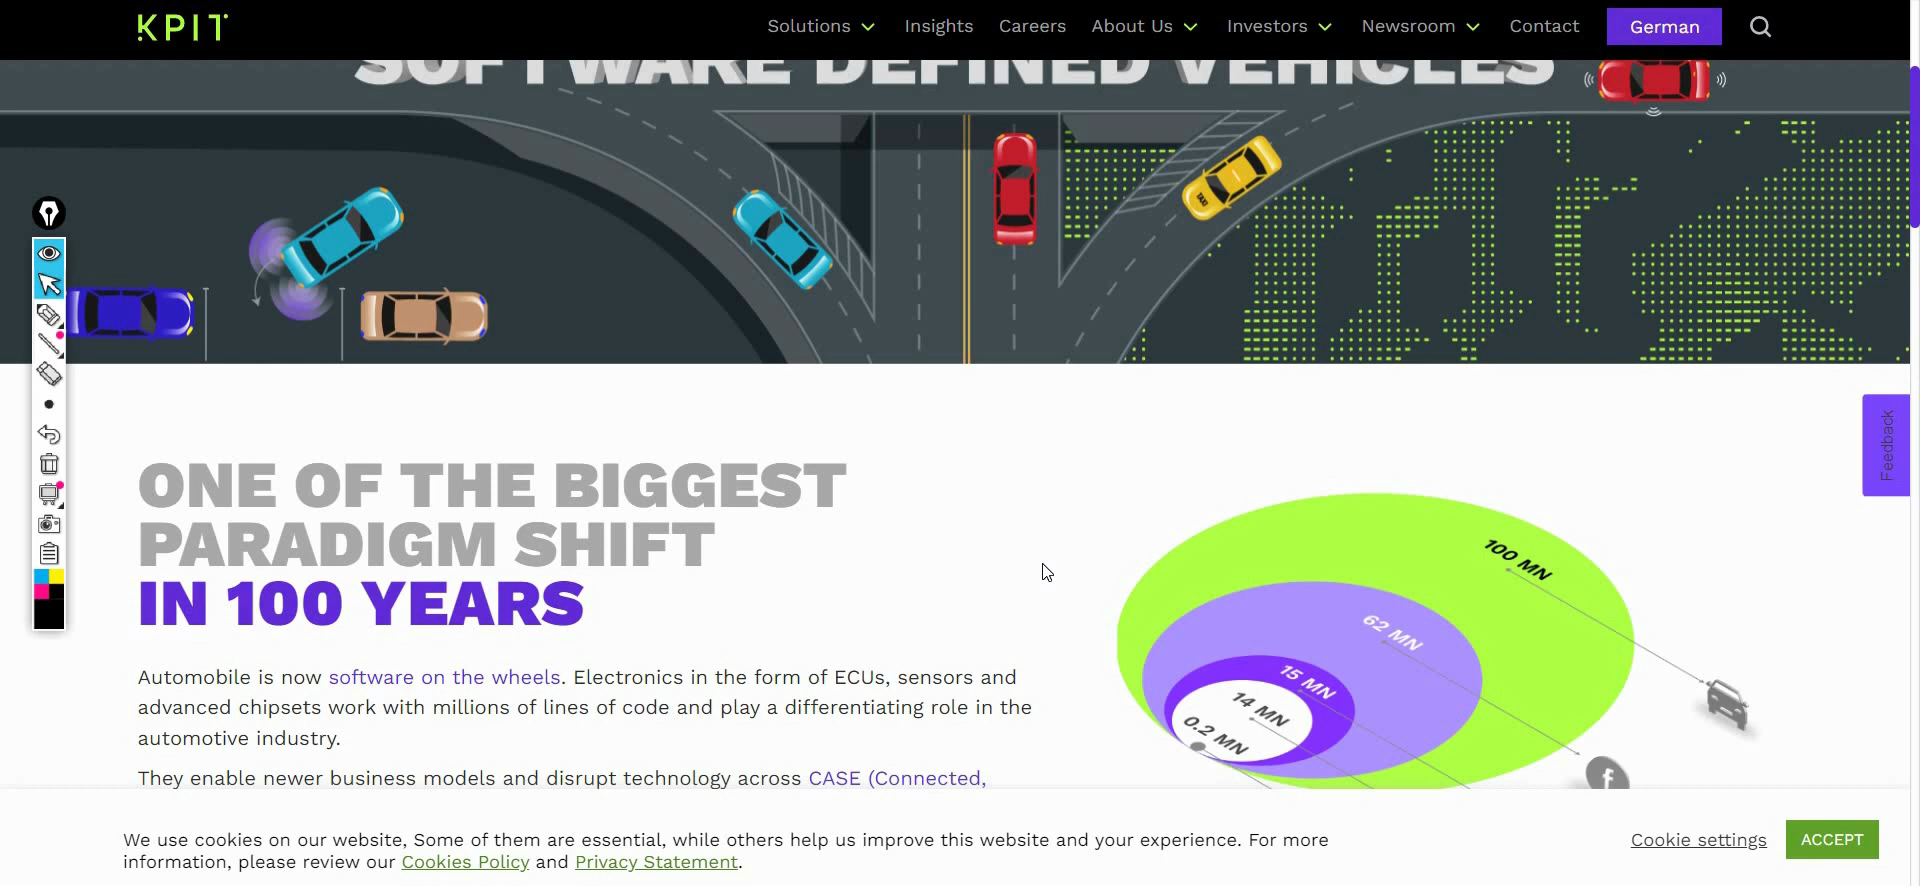 KPIT
Solutions Insights Careers About Us Investors Newsroom Contact German
SOFTWARE DEFINED VEHICLES
TAXI
Feedback
ONE OF THE BIGGEST
PARADIGM SHIFT
IN 100 YEARS
Automobile is now software on the wheels. Electronics in the form of ECUs, sensors and
advanced chipsets work with millions of lines of code and play a differentiating role in the
automotive industry.
They enable newer business models and disrupt technology across CASE (Connected,
100 MN
62 MN
15 MN
14 MN
0.2 MN
f
We use cookies on our website, Some of them are essential, while others help us improve this website and your experience. For more
information, please review our Cookies Policy and Privacy Statement.
Cookie settings
ACCEPT